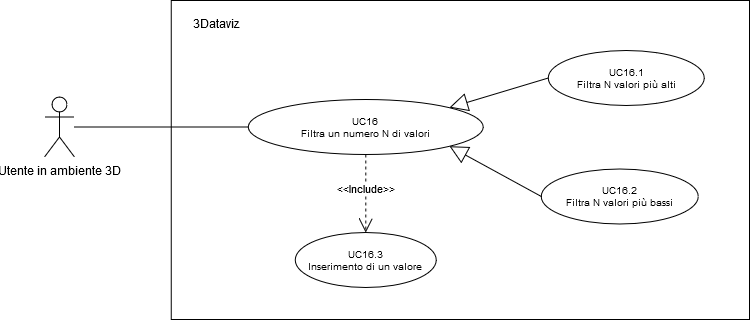 3Dataviz
UC16.1
Filtra N valori più alti
UC16
Filtra un numero N di valori
Utente in ambiente 3D
<<Include>>
UC16.2
Filtra N valori più bassi
UC16.3
Inserimento di un valore